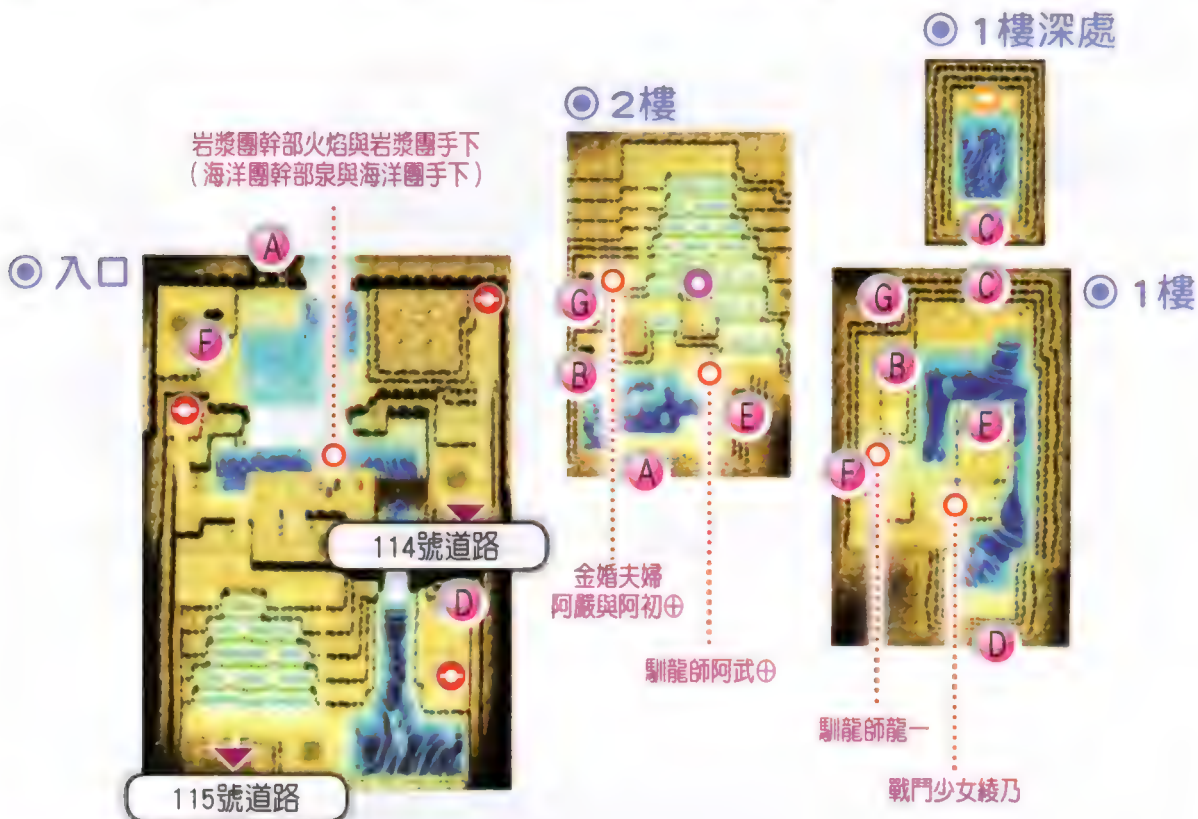 ◉ 1樓深處
◉ 2樓
岩漿團幹部火焰與岩漿團手下
(海洋團幹部泉與海洋團手下)
C
A
◉ 入口
G
C
◉ 1樓
G
F
B
B
E
E
A
F
114號道路
金婚夫婦
阿嚴與阿初⊕
D
馴龍師阿武⊕
D
馴龍師龍一
戰鬥少女綾乃
115號道路